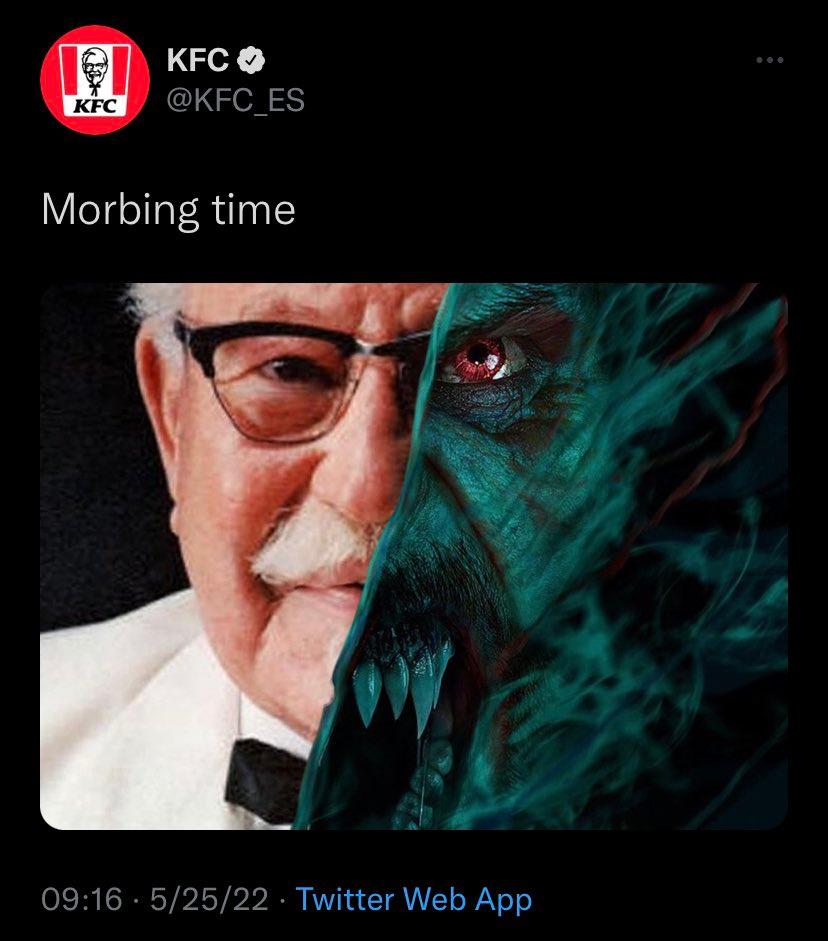 KFC
KFC
@KFC_ES
Morbing time
09:16 · 5/25/22 · Twitter Web App